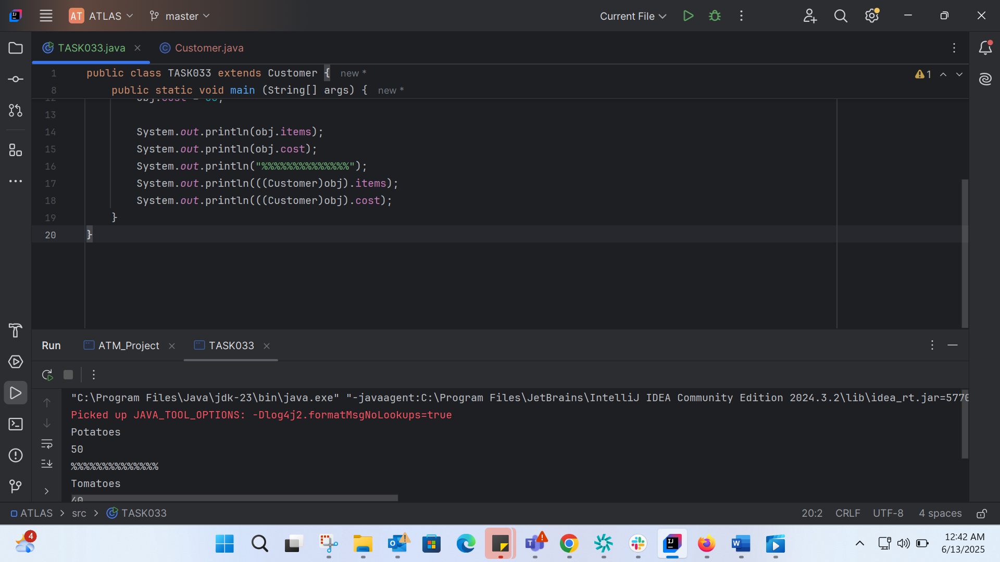 AT ATLAS master Current File
TASK033.java Customer.java
1 public class TASK033 extends Customer { new *
8 public static void main (String[] args) { new *
1
13
14 System.out.println(obj.items);
15 System.out.println(obj.cost);
16 System.out.println("%%%%%%%%%%%%%%");
17 System.out.println(((Customer)obj).items);
18 System.out.println(((Customer)obj).cost);
19 }
20 }
Run ATM_Project TASK033
"C:\Program Files\Java\jdk-23\bin\java.exe" "-javaagent:C:\Program Files\JetBrains\IntelliJ IDEA Community Edition 2024.3.2\lib\idea_rt.jar=5770
Picked up JAVA_TOOL_OPTIONS: -Dlog4j2.formatMsgNoLookups=true
Potatoes
50
%%%%%%%%%%%%%%
Tomatoes
40
ATLAS > src > TASK033 20:2 CRLF UTF-8 4 spaces
4
12:42 AM
6/13/2025